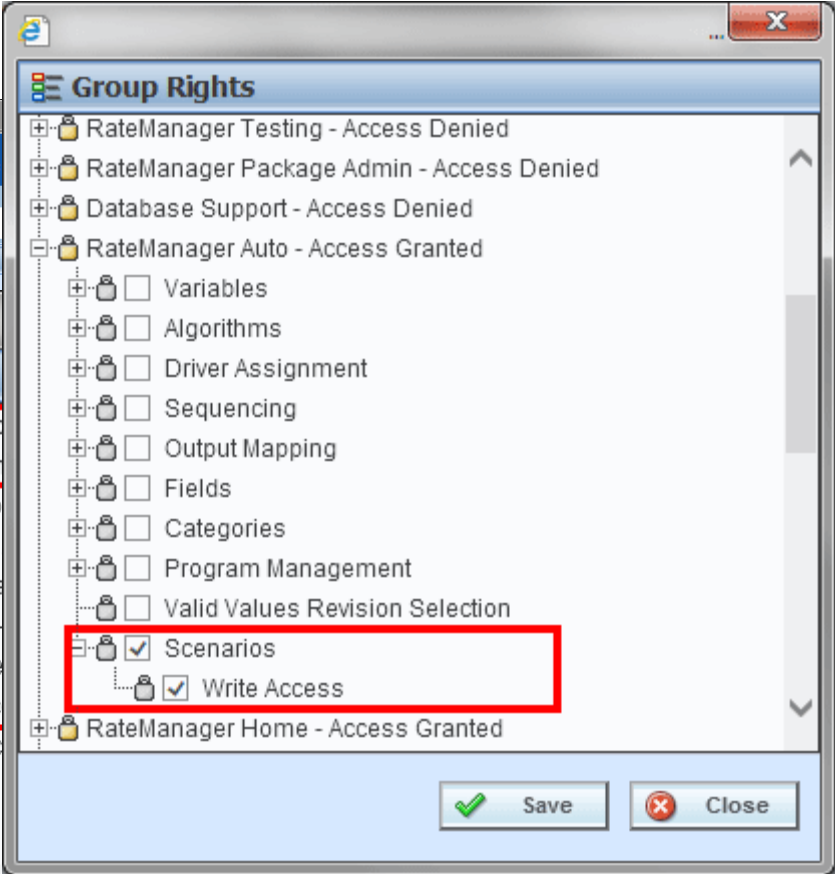 ...
Group Rights
RateManager Testing - Access Denied
RateManager Package Admin - Access Denied
Database Support - Access Denied
RateManager Auto - Access Granted
Variables
Algorithms
Driver Assignment
Sequencing
Output Mapping
Fields
Categories
Program Management
Valid Values Revision Selection
Scenarios
Write Access
RateManager Home - Access Granted
Save Close